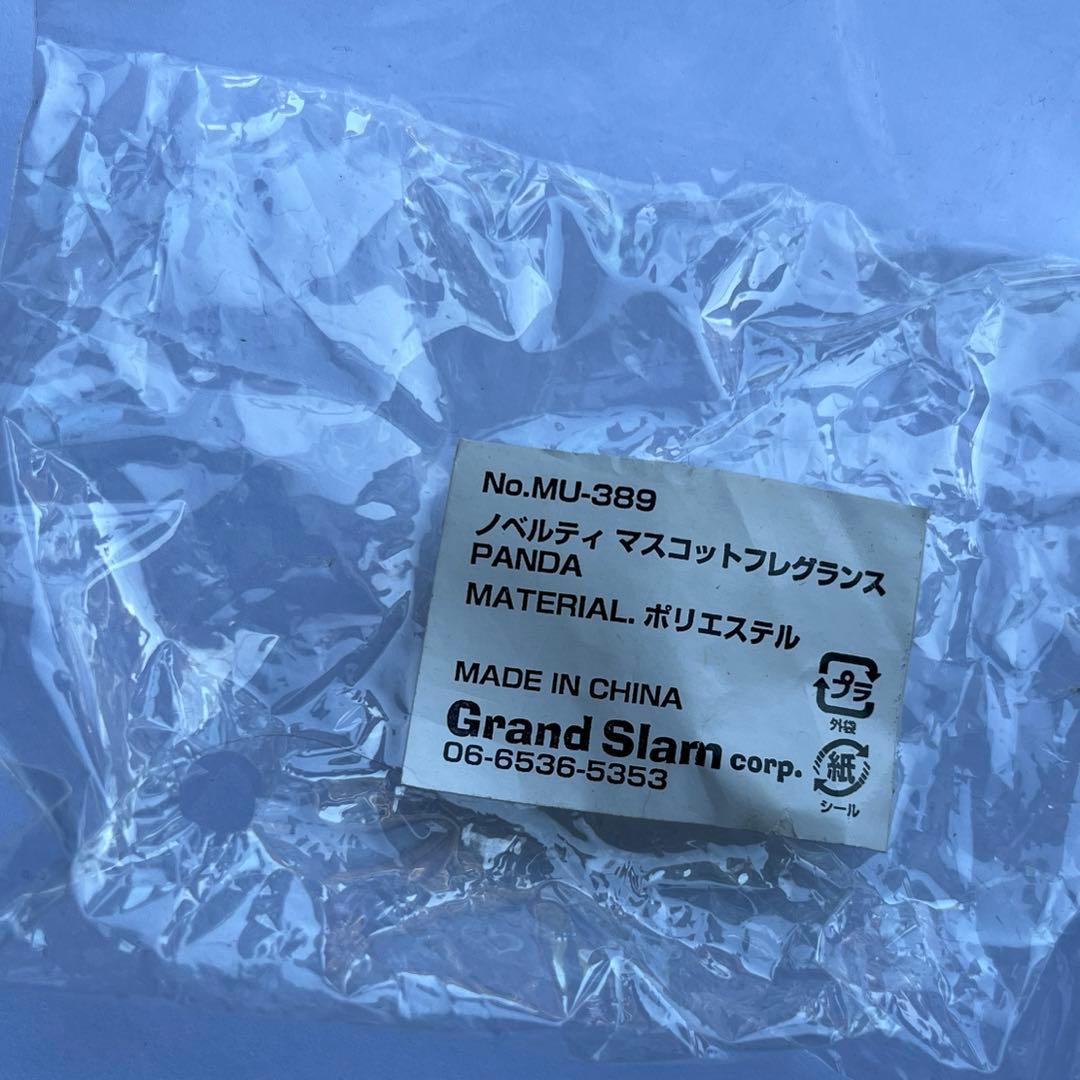 No.MU-389
ノベルティ マスコットフレグランス
PANDA
MATERIAL. ポリエステル
MADE IN CHINA
Grand Slam corp.
06-6536-5353
プラ
外袋
紙
シール